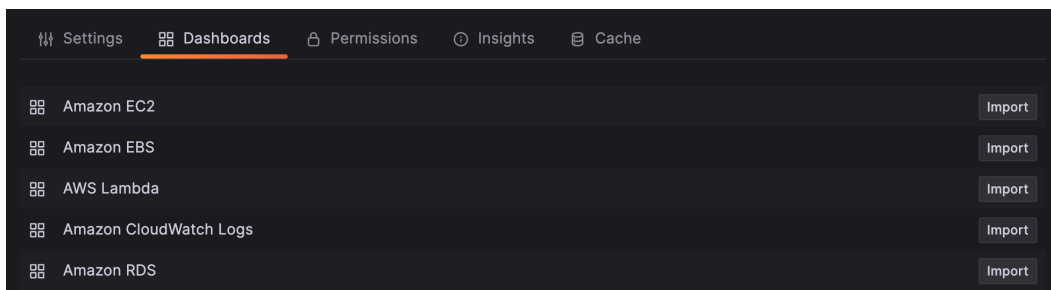 Settings Dashboards Permissions Insights Cache
Amazon EC2 Import
Amazon EBS Import
AWS Lambda Import
Amazon CloudWatch Logs Import
Amazon RDS Import